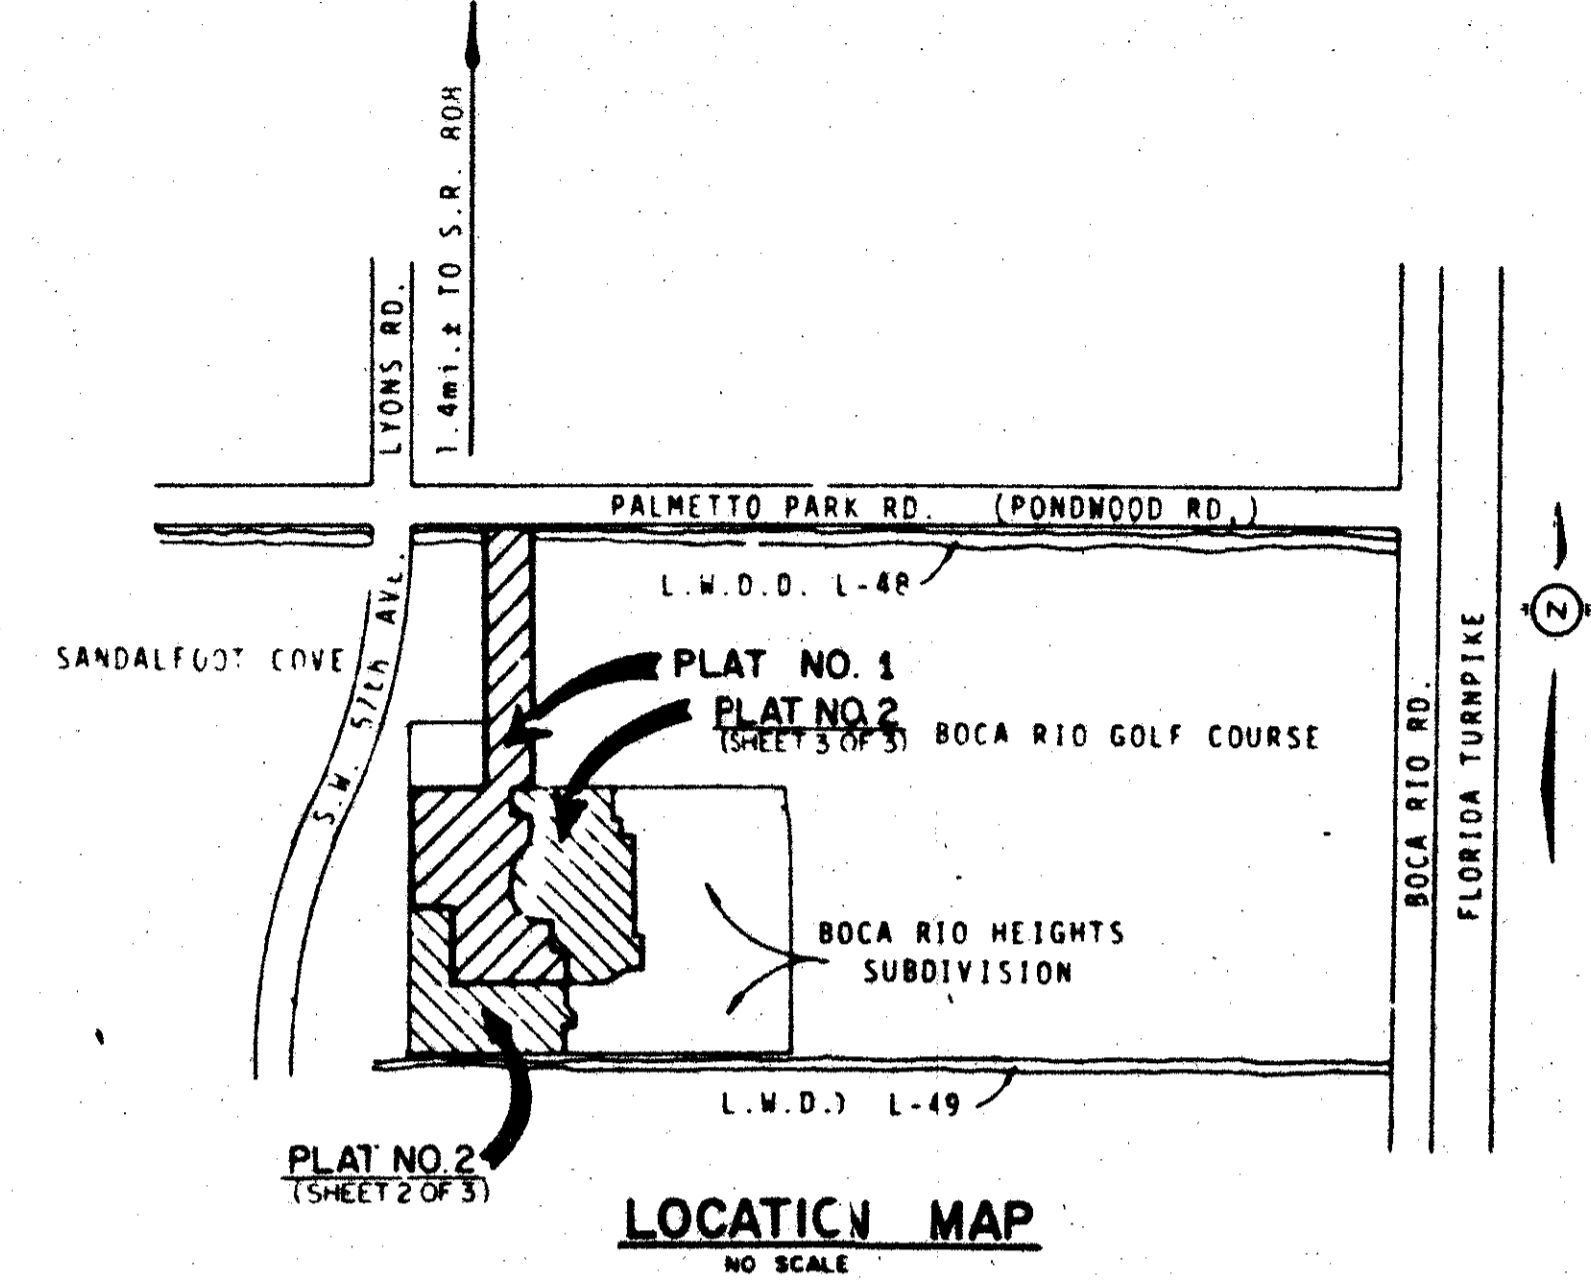 1.4mi.± TO S.R. 808
LYONS RD.
PALMETTO PARK RD. (PONDWOOD RD.)
L.W.D.D. L-48
S.W. 57th AVE.
SANDALFOOT COVE
PLAT NO. 1
PLAT NO. 2
(SHEET 3 OF 3)
BOCA RIO GOLF COURSE
BOCA RIO RD.
FLORIDA TURNPIKE
N
BOCA RIO HEIGHTS
SUBDIVISION
L.W.D.D L-49
PLAT NO. 2
(SHEET 2 OF 3)
LOCATION MAP
NO SCALE